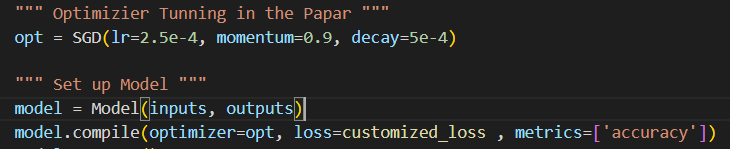 """ Optimizier Tunning in the Papar """
opt = SGD(lr=2.5e-4, momentum=0.9, decay=5e-4)
""" Set up Model """
model = Model(inputs, outputs)
model.compile(optimizer=opt, loss=customized_loss , metrics=['accuracy'])